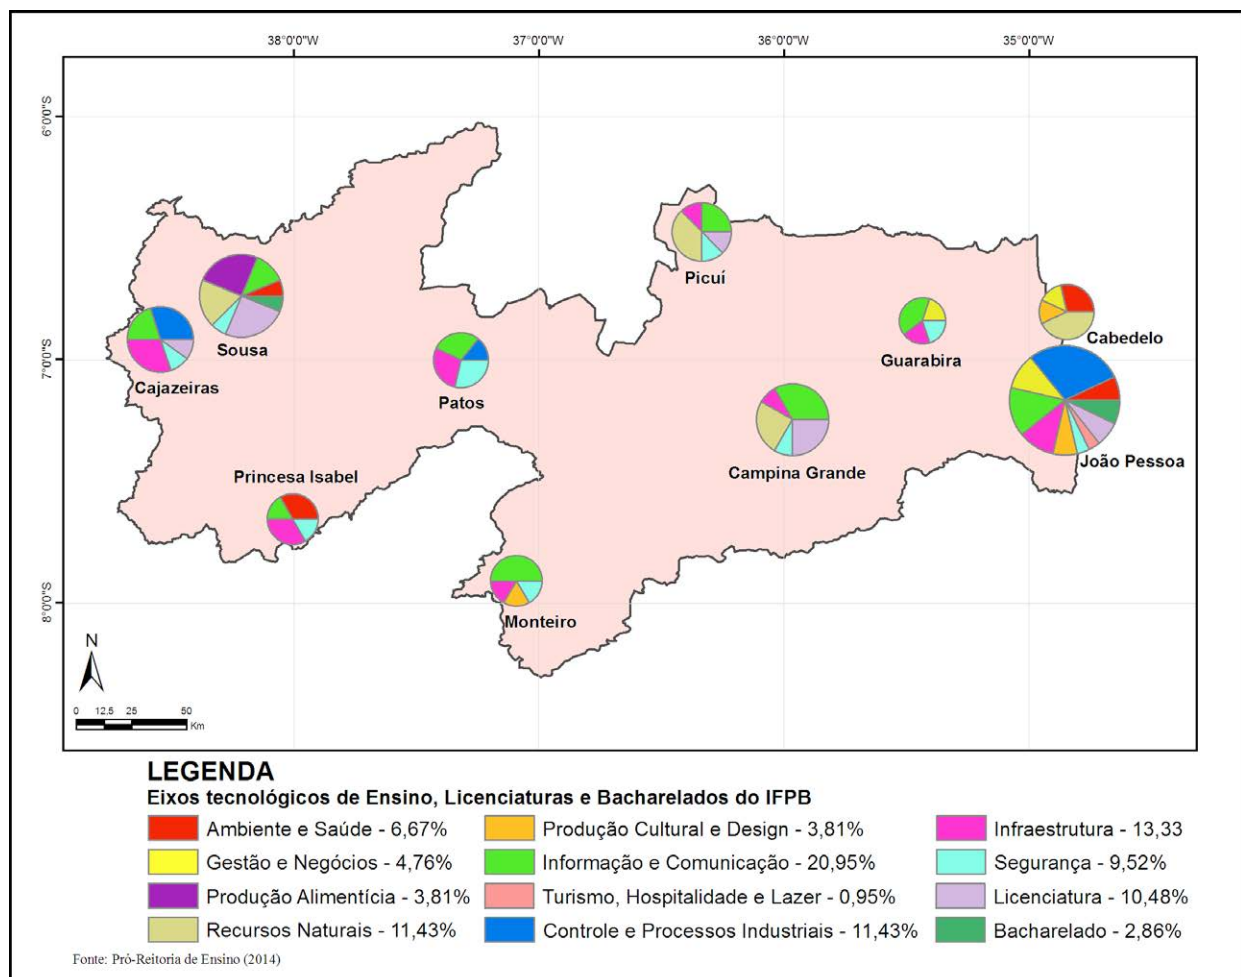 38°0'0"W 37°0'0"W 36°0'0"W 35°0'0"W
6°0'0"S
7°0'0"S
8°0'0"S
Picuí
Sousa
Cajazeiras
Patos
Guarabira
Cabedelo
João Pessoa
Campina Grande
Princesa Isabel
Monteiro
N
0 12.5 25 50
Km
LEGENDA
Eixos tecnológicos de Ensino, Licenciaturas e Bacharelados do IFPB
Ambiente e Saúde - 6,67% Produção Cultural e Design - 3,81% Infraestrutura - 13,33
Gestão e Negócios - 4,76% Informação e Comunicação - 20,95% Segurança - 9,52%
Produção Alimentícia - 3,81% Turismo, Hospitalidade e Lazer - 0,95% Licenciatura - 10,48%
Recursos Naturais - 11,43% Controle e Processos Industriais - 11,43% Bacharelado - 2,86%
Fonte: Pró-Reitoria de Ensino (2014)